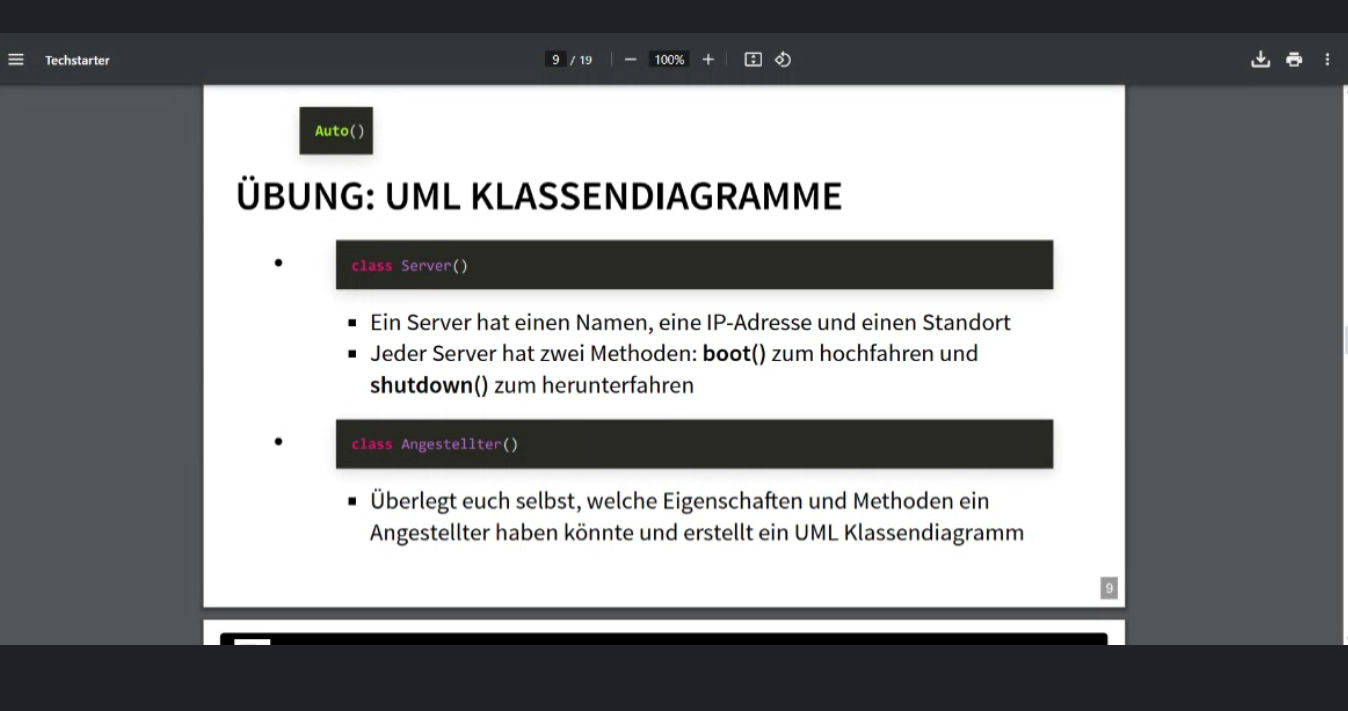 Techstarter
9 / 19
100%
Auto()
ÜBUNG: UML KLASSENDIAGRAMME
class Server()
Ein Server hat einen Namen, eine IP-Adresse und einen Standort
Jeder Server hat zwei Methoden: boot() zum hochfahren und
shutdown() zum herunterfahren
class Angestellter()
Überlegt euch selbst, welche Eigenschaften und Methoden ein
Angestellter haben könnte und erstellt ein UML Klassendiagramm
9